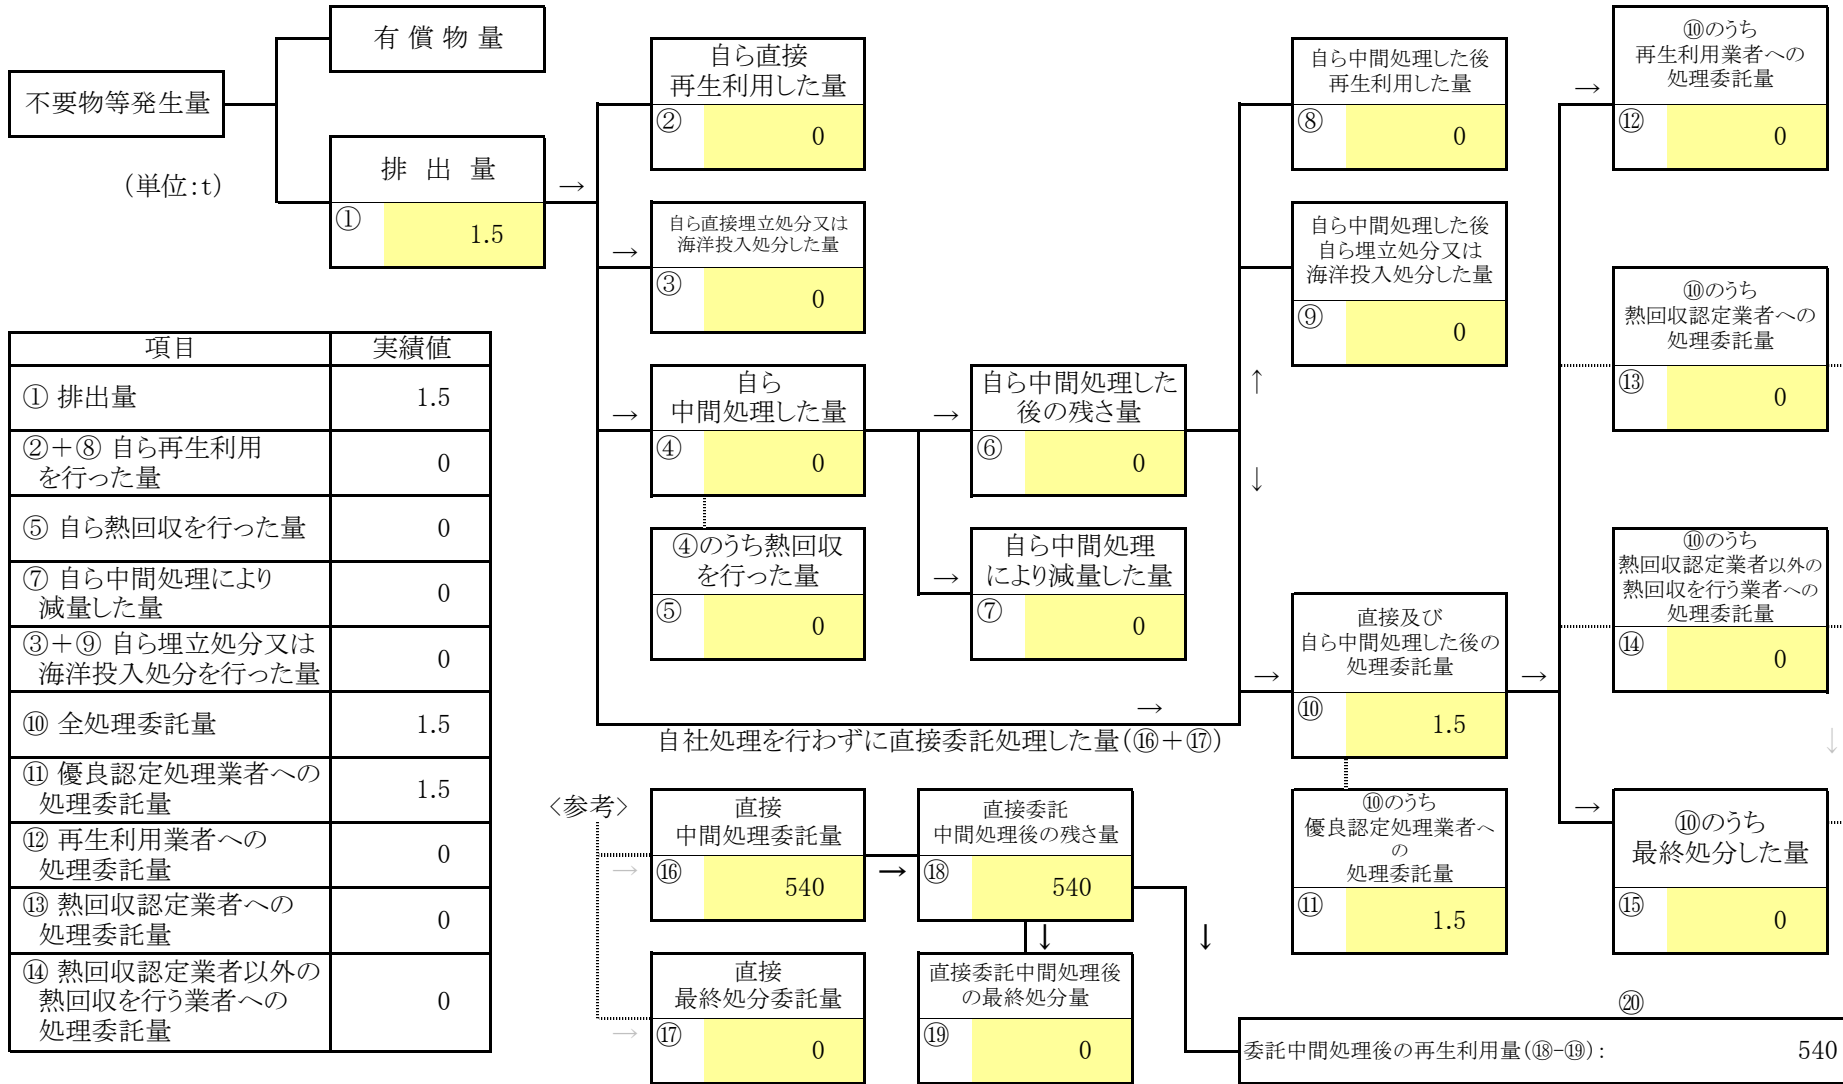 不要物等発生量
(単位:t)
有 償 物 量
排 出 量
→
① 1.5
自ら直接
再生利用した量
② 0
→
自ら直接埋立処分又は
海洋投入処分した量
③ 0
→
自ら
中間処理した量
④ 0
④のうち熱回収
を行った量
⑤ 0
→
自ら中間処理した
後の残さ量
⑥ 0
→
自ら中間処理
により減量した量
⑦ 0
↑
↓
自ら中間処理した後
再生利用した量
⑧ 0
自ら中間処理した後
自ら埋立処分又は
海洋投入処分した量
⑨ 0
→
自社処理を行わずに直接委託処理した量(⑯+⑰)
→
直接及び
自ら中間処理した後の
処理委託量
⑩ 1.5
→
⑩のうち
優良認定処理業者へ
の
処理委託量
⑪ 1.5
→
⑩のうち
再生利用業者への
処理委託量
⑫ 0
⑩のうち
熱回収認定業者への
処理委託量
⑬ 0
⑩のうち
熱回収認定業者以外の
熱回収を行う業者への
処理委託量
⑭ 0
↓
→
⑩のうち
最終処分した量
⑮ 0
項目 実績値
① 排出量 1.5
②+⑧ 自ら再生利用
を行った量 0
⑤ 自ら熱回収を行った量 0
⑦ 自ら中間処理により
減量した量 0
③+⑨ 自ら埋立処分又は
海洋投入処分を行った量 0
⑩ 全処理委託量 1.5
⑪ 優良認定処理業者への
処理委託量 1.5
⑫ 再生利用業者への
処理委託量 0
⑬ 熱回収認定業者への
処理委託量 0
⑭ 熱回収認定業者以外の
熱回収を行う業者への
処理委託量 0
<参考>
→
直接
中間処理委託量
⑯ 540
→
直接委託
中間処理後の残さ量
⑱ 540
↓
↓
→
直接
最終処分委託量
⑰ 0
直接委託中間処理後
の最終処分量
⑲ 0
⑳
委託中間処理後の再生利用量(⑱-⑲): 540